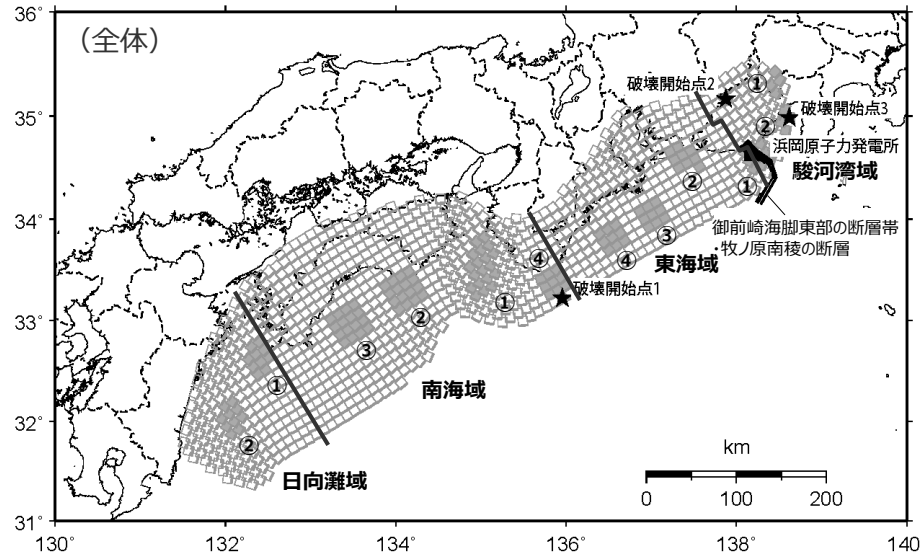 36°
(全体)
破壊開始点2
①
破壊開始点3
35°
②
浜岡原子力発電所
駿河湾域
②
①
34°
御前崎海脚東部の断層帯
・牧ノ原南稜の断層
③
④
④
東海域
破壊開始点1
①
33°
②
③
①
南海域
32°
②
日向灘域
km
0 100 200
31°
130° 132° 134° 136° 138° 140°